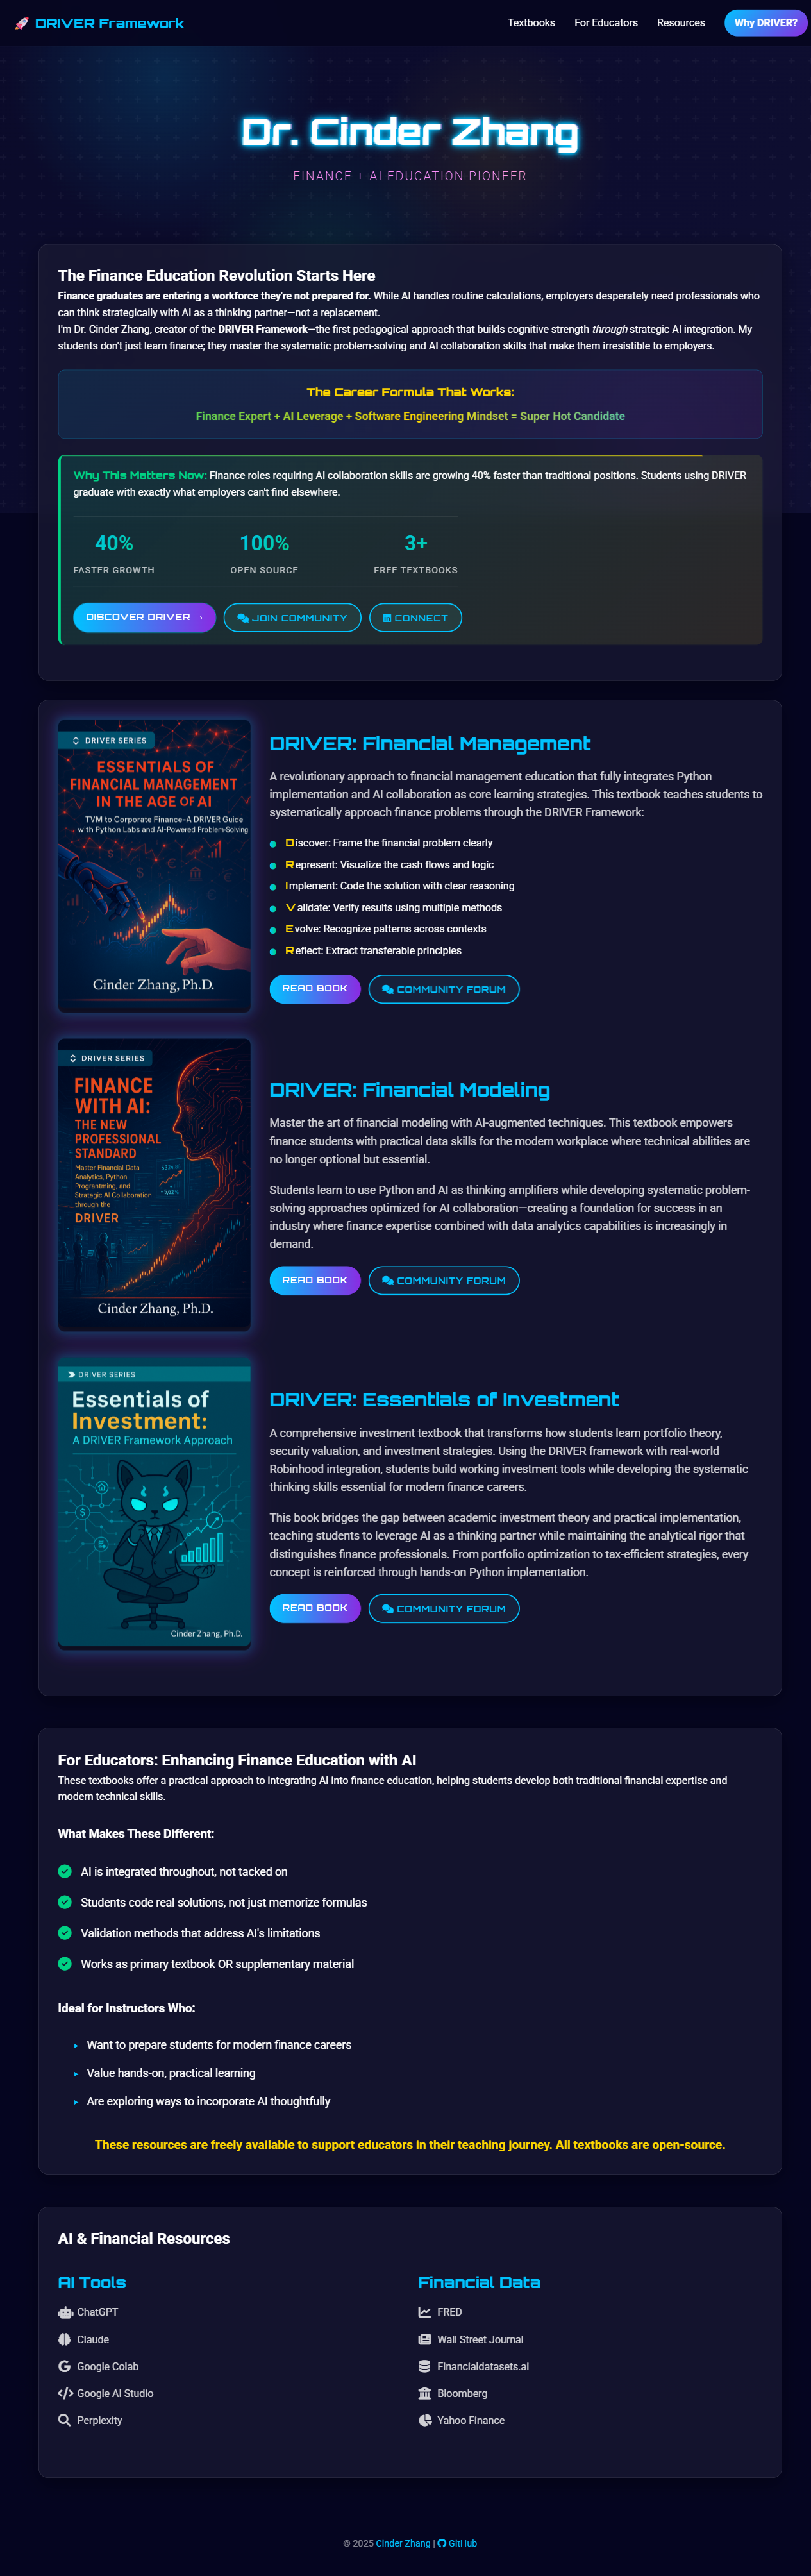 DRIVER Framework
Textbooks
For Educators
Resources
Why DRIVER?
Dr. Cinder Zhang
FINANCE + AI EDUCATION PIONEER
The Finance Education Revolution Starts Here
Finance graduates are entering a workforce they're not prepared for. While AI handles routine calculations, employers desperately need professionals who
can think strategically with AI as a thinking partner—not a replacement.
I'm Dr. Cinder Zhang, creator of the DRIVER Framework—the first pedagogical approach that builds cognitive strength through strategic AI integration. My
students don't just learn finance; they master the systematic problem-solving and AI collaboration skills that make them irresistible to employers.
The Career Formula That Works:
Finance Expert + AI Leverage + Software Engineering Mindset = Super Hot Candidate
Why This Matters Now: Finance roles requiring AI collaboration skills are growing 40% faster than traditional positions. Students using DRIVER
graduate with exactly what employers can't find elsewhere.
40%
FASTER GROWTH
100%
OPEN SOURCE
3+
FREE TEXTBOOKS
DISCOVER DRIVER →
JOIN COMMUNITY
CONNECT
DRIVER SERIES
ESSENTIALS OF
FINANCIAL MANAGEMENT
IN THE AGE OF AI
TVM to Corporate Finance–A DRIVER Guide
with Python Labs and AI-Powered Problem-Solving
Cinder Zhang, Ph.D.
DRIVER: Financial Management
A revolutionary approach to financial management education that fully integrates Python
implementation and AI collaboration as core learning strategies. This textbook teaches students to
systematically approach finance problems through the DRIVER Framework:
Discover: Frame the financial problem clearly
Represent: Visualize the cash flows and logic
Implement: Code the solution with clear reasoning
Validate: Verify results using multiple methods
Evolve: Recognize patterns across contexts
Reflect: Extract transferable principles
READ BOOK
COMMUNITY FORUM
DRIVER SERIES
FINANCE
WITH AI:
THE NEW
PROFESSIONAL
STANDARD
Master Financial Data
Analytics, Python
Programming, and
Strategic AI Collaboration
through the
DRIVER
Cinder Zhang, Ph.D.
DRIVER: Financial Modeling
Master the art of financial modeling with AI-augmented techniques. This textbook empowers
finance students with practical data skills for the modern workplace where technical abilities are
no longer optional but essential.
Students learn to use Python and AI as thinking amplifiers while developing systematic problem-
solving approaches optimized for AI collaboration—creating a foundation for success in an
industry where finance expertise combined with data analytics capabilities is increasingly in
demand.
READ BOOK
COMMUNITY FORUM
DRIVER SERIES
Essentials of
Investment:
A DRIVER Framework Approach
Cinder Zhang, Ph.D.
DRIVER: Essentials of Investment
A comprehensive investment textbook that transforms how students learn portfolio theory,
security valuation, and investment strategies. Using the DRIVER framework with real-world
Robinhood integration, students build working investment tools while developing the systematic
thinking skills essential for modern finance careers.
This book bridges the gap between academic investment theory and practical implementation,
teaching students to leverage AI as a thinking partner while maintaining the analytical rigor that
distinguishes finance professionals. From portfolio optimization to tax-efficient strategies, every
concept is reinforced through hands-on Python implementation.
READ BOOK
COMMUNITY FORUM
For Educators: Enhancing Finance Education with AI
These textbooks offer a practical approach to integrating AI into finance education, helping students develop both traditional financial expertise and
modern technical skills.
What Makes These Different:
AI is integrated throughout, not tacked on
Students code real solutions, not just memorize formulas
Validation methods that address AI's limitations
Works as primary textbook OR supplementary material
Ideal for Instructors Who:
Want to prepare students for modern finance careers
Value hands-on, practical learning
Are exploring ways to incorporate AI thoughtfully
These resources are freely available to support educators in their teaching journey. All textbooks are open-source.
AI & Financial Resources
AI Tools
ChatGPT
Claude
Google Colab
Google AI Studio
Perplexity
Financial Data
FRED
Wall Street Journal
Financialdatasets.ai
Bloomberg
Yahoo Finance
© 2025 Cinder Zhang | GitHub